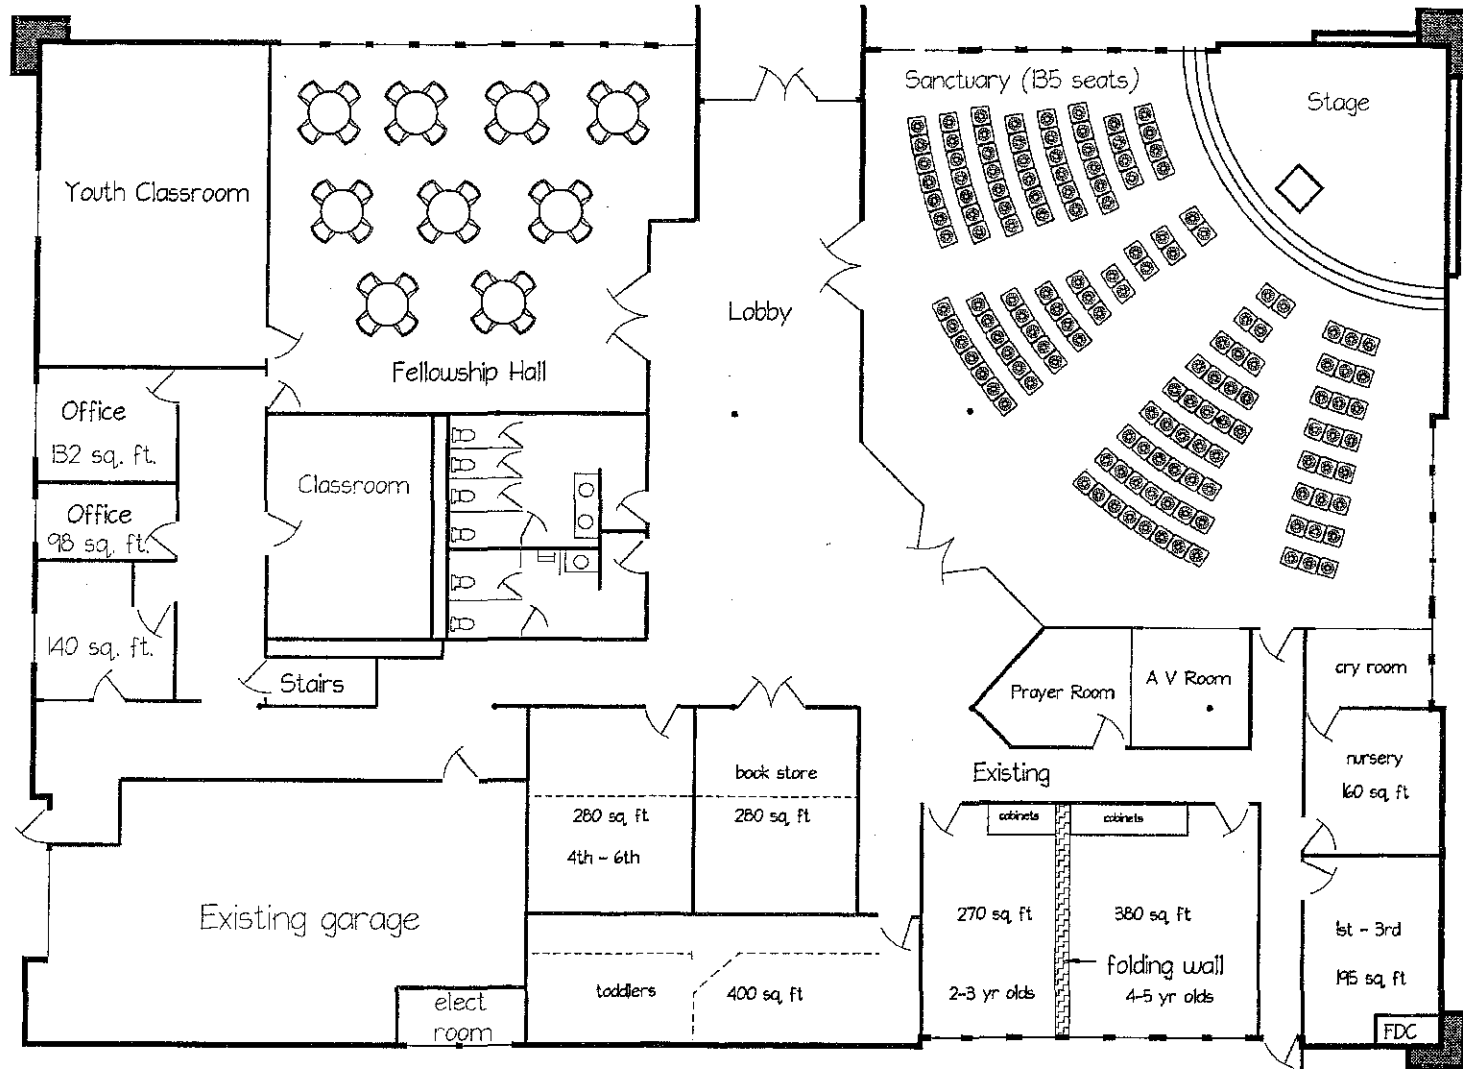 Sanctuary (135 seats)
Stage
Youth Classroom
Lobby
Fellowship Hall
Office
132 sq. ft.
Classroom
Office
98 sq. ft.
140 sq. ft.
Stairs
Prayer Room
A V Room
cry room
book store
280 sq. ft
280 sq. ft
4th - 6th
Existing
nursery
160 sq. ft
cabinets
cabinets
Existing garage
270 sq. ft
380 sq. ft
1st - 3rd
195 sq. ft
folding wall
toddlers
400 sq. ft
2-3 yr olds
4-5 yr olds
elect
room
FDC